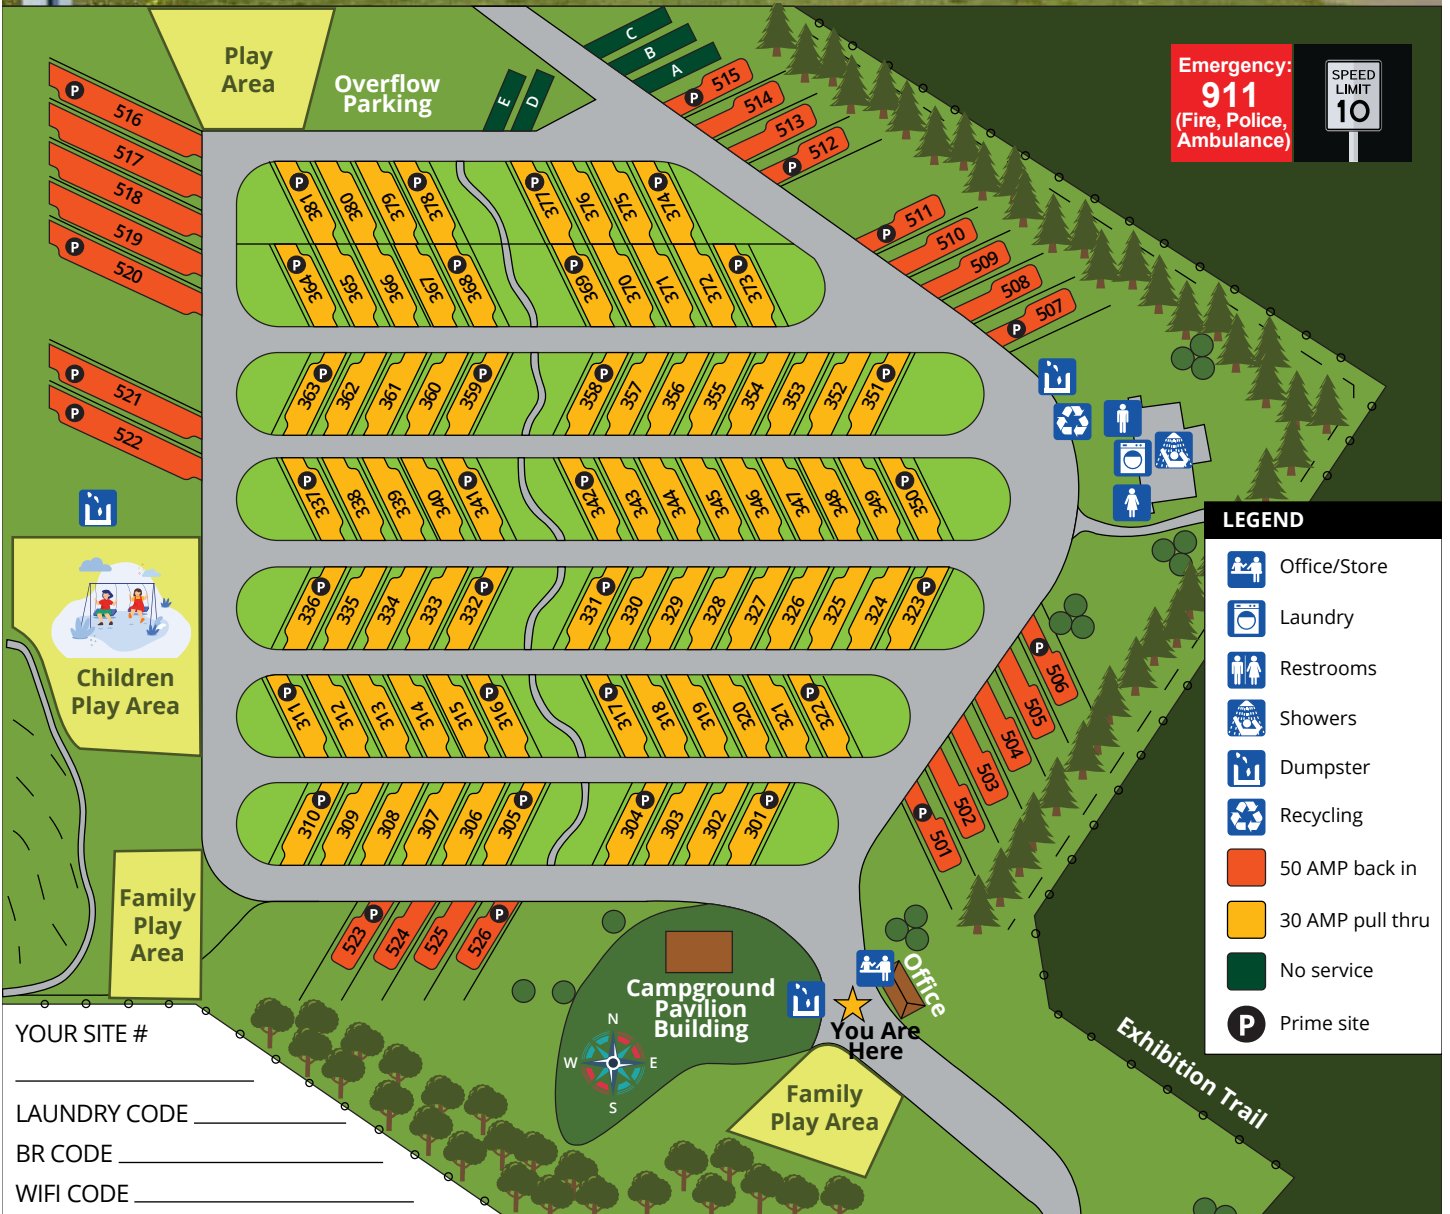 Play
Area
Overflow
Parking
C
B
A
E
D
Emergency:
911
(Fire, Police,
Ambulance)
SPEED
LIMIT
10
P 515
514
513
P 512
P 511
510
509
508
P 507
P 516
517
518
519
P 520
P 521
P 522
P 381
380
379
P 378
P 377
376
375
P 374
P 364
365
366
367
P 368
P 369
370
371
372
P 373
P 363
362
361
360
P 359
P 358
357
356
355
354
353
352
P 351
P 337
338
339
340
P 341
P 342
343
344
345
346
347
348
349
P 350
P 336
335
334
333
P 332
P 331
330
329
328
327
326
325
324
P 323
P 311
312
313
314
315
P 316
P 317
318
319
320
321
P 322
P 310
309
308
307
306
P 305
P 304
303
302
P 301
P 506
505
504
503
502
P 501
P 523
524
525
P 526
Children
Play Area
Family
Play
Area
Campground
Pavilion
Building
N
W
E
S
Office
You Are
Here
Family
Play Area
Exhibition Trail
LEGEND
Office/Store
Laundry
Restrooms
Showers
Dumpster
Recycling
50 AMP back in
30 AMP pull thru
No service
P Prime site
YOUR SITE #
LAUNDRY CODE
BR CODE
WIFI CODE